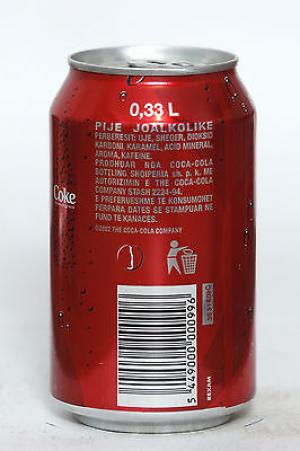 0,33 L
PIJE JOALKOLIKE
PERBERESIT: UJE, SHEGER, DIOKSID
KARBONI, KARAMEL, ACID MINERAL,
AROMA, KAFEINE.
PRODHUAR NGA COCA-COLA
BOTLLING SHQIPERIA sh. p. k. ME
AUTORIZIMIN E THE COCA-COLA
COMPANY STASH 2224-94.
E PREFERUESHME TE KONSUMOHET
PERPARA, DATES SE STAMPUAR NE
FUND TE KANACES.
©2002 THE COCA-COLA COMPANY
Coke
5 449000 000996
REXAM